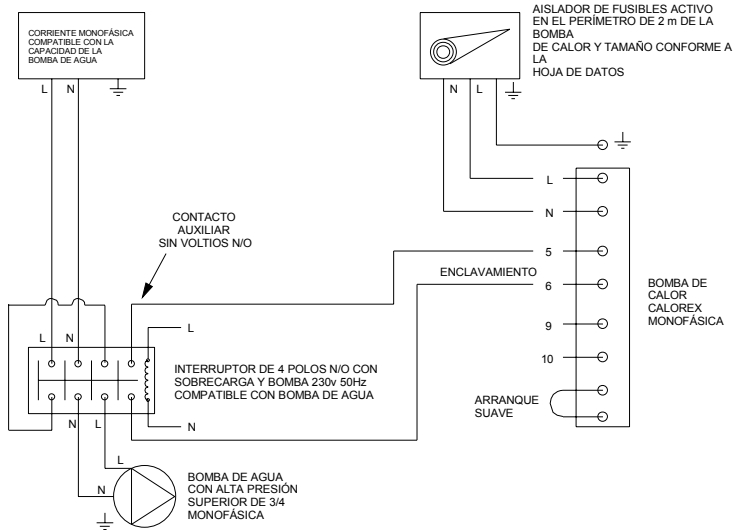 CORRIENTE MONOFÁSICA
COMPATIBLE CON LA
CAPACIDAD DE LA
BOMBA DE AGUA
L
N
AISLADOR DE FUSIBLES ACTIVO
EN EL PERÍMETRO DE 2 m DE LA
BOMBA
DE CALOR Y TAMAÑO CONFORME A
LA
HOJA DE DATOS
N
L
L
N
5
ENCLAVAMIENTO
6
9
10
BOMBA DE
CALOR
CALOREX
MONOFÁSICA
ARRANQUE
SUAVE
CONTACTO
AUXILIAR
SIN VOLTIOS N/O
L
N
L
INTERRUPTOR DE 4 POLOS N/O CON
SOBRECARGA Y BOMBA 230v 50Hz
COMPATIBLE CON BOMBA DE AGUA
N
L
N
L
N
BOMBA DE AGUA
CON ALTA PRESIÓN
SUPERIOR DE 3/4
MONOFÁSICA